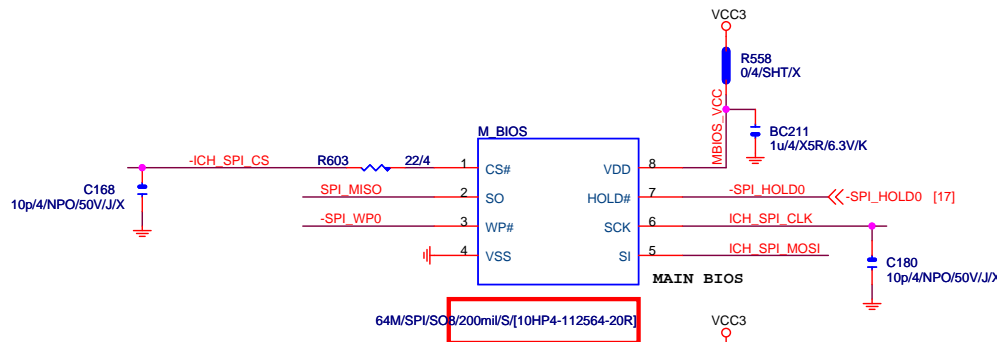 VCC3
R558
0/4/SHT/X
MBIOS_VCC
M_BIOS
BC211
1u/4/X5R/6.3V/K
-ICH_SPI_CS
R603
22/4
1
CS#
VDD
8
C168
10p/4/NPO/50V/J/X
SPI_MISO
2
SO
HOLD#
7
-SPI_HOLD0
-SPI_HOLD0 [17]
-SPI_WP0
3
WP#
SCK
6
ICH_SPI_CLK
4
VSS
SI
5
ICH_SPI_MOSI
C180
10p/4/NPO/50V/J/X
MAIN BIOS
64M/SPI/SO8/200mil/S/[10HP4-112564-20R]
VCC3